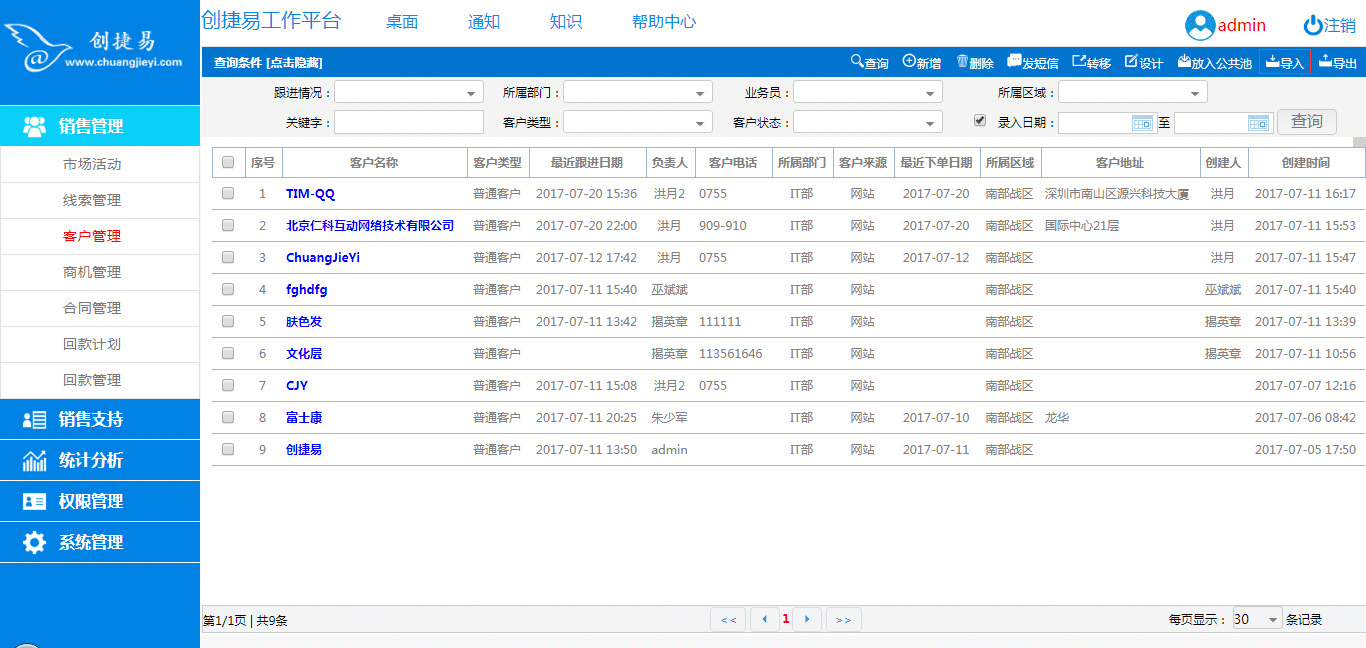 创捷易
www.chuangjieyi.com
创捷易工作平台 桌面 通知 知识 帮助中心 admin 注销
查询条件 [点击隐藏] 查询 新增 删除 发短信 转移 设计 放入公共池 导入 导出
跟进情况： 所属部门： 业务员： 所属区域：
关键字： 客户类型： 客户状态： 录入日期： 至 查询
销售管理
市场活动
线索管理
客户管理
商机管理
合同管理
回款计划
回款管理
销售支持
统计分析
权限管理
系统管理
序号 客户名称 客户类型 最近跟进日期 负责人 客户电话 所属部门 客户来源 最近下单日期 所属区域 客户地址 创建人 创建时间
1 TIM-QQ 普通客户 2017-07-20 15:36 洪月2 0755 IT部 网站 2017-07-20 南部战区 深圳市南山区源兴科技大厦 洪月 2017-07-11 16:17
2 北京仁科互动网络技术有限公司 普通客户 2017-07-20 22:00 洪月 909-910 IT部 网站 2017-07-20 南部战区 国际中心21层 洪月 2017-07-11 15:53
3 ChuangJieYi 普通客户 2017-07-12 17:42 洪月 0755 IT部 网站 2017-07-12 南部战区 洪月 2017-07-11 15:47
4 fghdfg 普通客户 2017-07-11 15:40 巫斌斌 IT部 网站 南部战区 巫斌斌 2017-07-11 15:40
5 肤色发 普通客户 2017-07-11 13:42 揭英章 111111 IT部 网站 南部战区 揭英章 2017-07-11 13:39
6 文化层 普通客户 揭英章 113561646 IT部 网站 南部战区 揭英章 2017-07-11 10:56
7 CJY 普通客户 2017-07-11 15:08 洪月2 0755 IT部 网站 南部战区 2017-07-07 12:16
8 富士康 普通客户 2017-07-11 20:25 朱少军 IT部 网站 2017-07-10 南部战区 龙华 2017-07-06 08:42
9 创捷易 普通客户 2017-07-11 13:50 admin IT部 网站 2017-07-11 南部战区 2017-07-05 17:50
第1/1页 | 共9条 << 1 >> 每页显示： 30 条记录